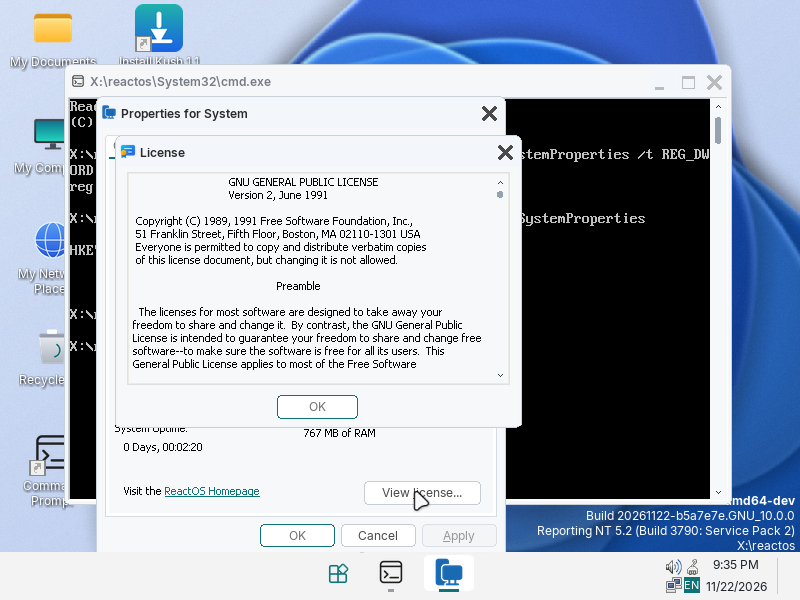 My Documents
Install Kush 1.1
X:\reactos\System32\cmd.exe
Properties for System
(C)
License
stemProperties /t REG_DW
ORD
reg
SystemProperties
GNU GENERAL PUBLIC LICENSE
Version 2, June 1991
Copyright (C) 1989, 1991 Free Software Foundation, Inc.,
51 Franklin Street, Fifth Floor, Boston, MA 02110-1301 USA
Everyone is permitted to copy and distribute verbatim copies
of this license document, but changing it is not allowed.
Preamble
The licenses for most software are designed to take away your
freedom to share and change it. By contrast, the GNU General Public
License is intended to guarantee your freedom to share and change free
software--to make sure the software is free for all its users. This
General Public License applies to most of the Free Software
OK
System Uptime:
0 Days, 00:02:20
767 MB of RAM
Visit the ReactOS Homepage
View license...
OK
Cancel
Apply
My Com
My Netw
Place
Recycle
Comma
Promp
md64-dev
Build 20261122-b5a7e7e.GNU_10.0.0
Reporting NT 5.2 (Build 3790: Service Pack 2)
X:\reactos
EN
9:35 PM
11/22/2026